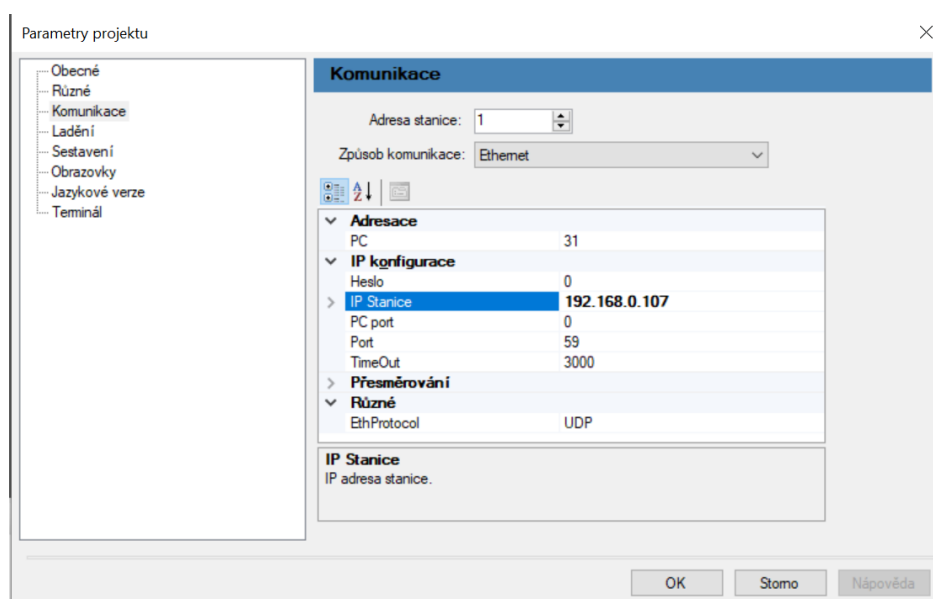 Parametry projektu
Obecné
Různé
Komunikace
Ladění
Sestavení
Obrazovky
Jazykové verze
Terminál
Komunikace
Adresa stanice: 1
Způsob komunikace: Ethernet
Adresace
PC 31
IP konfigurace
Heslo 0
IP Stanice 192.168.0.107
PC port 0
Port 59
TimeOut 3000
Přesměrování
Různé
EthProtocol UDP
IP Stanice
IP adresa stanice.
OK Storno Nápověda